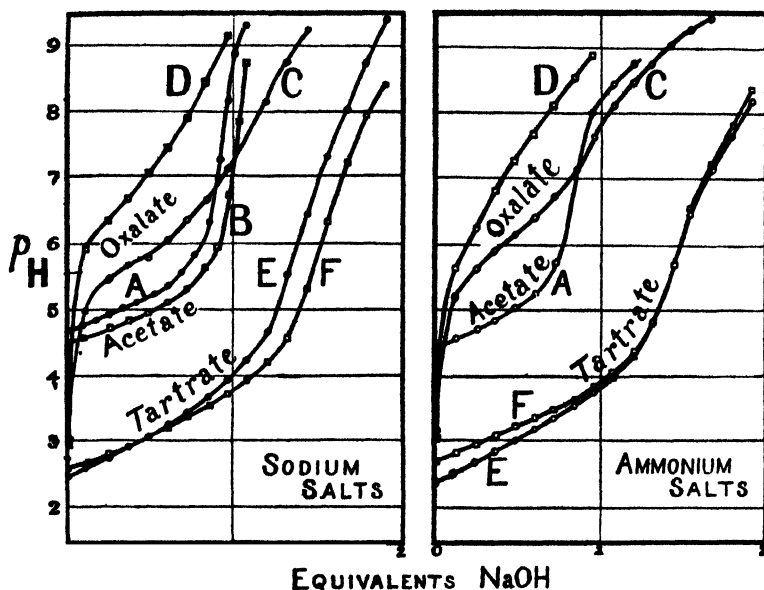 9
8
7
6
5
4
3
2
pH
D
C
Oxalate
A
B
Acetate
E
F
Tartrate
SODIUM
SALTS
2
D
C
Oxalate
Acetate
A
Tartrate
F
E
AMMONIUM
SALTS
0
1
EQUIVALENTS NaOH